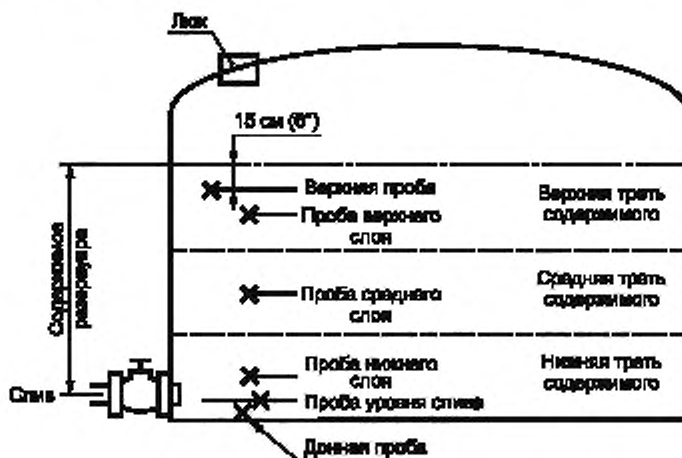 Люк
15 см (6")
Верхняя проба
Верхняя треть
содержимого
Проба верхнего
слоя
Содержимое
резервуара
Средняя треть
содержимого
Проба среднего
слоя
Проба нижнего
слоя
Нижняя треть
содержимого
Слив
Проба уровня слива
Донная проба